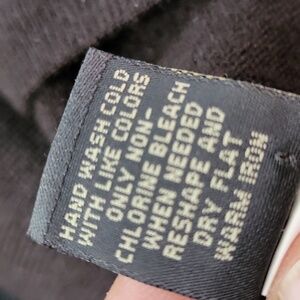 HAND WASH COLD
WITH LIKE COLORS
ONLY NON-
CHLORINE BLEACH
WHEN NEEDED
RESHAPE AND
DRY FLAT
WARM IRON